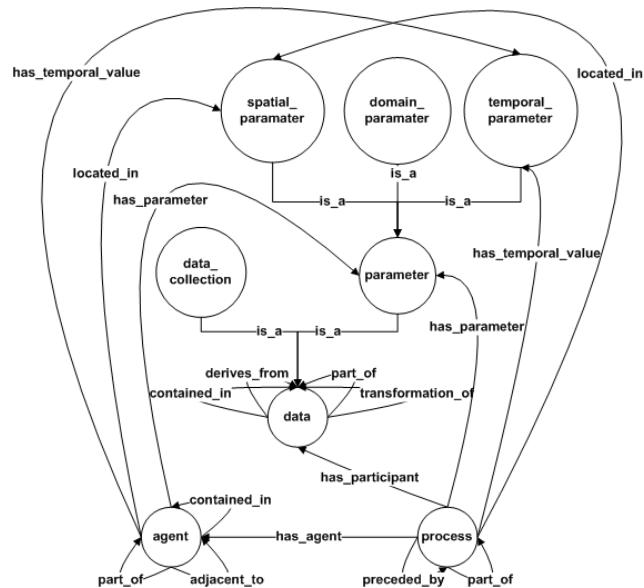 has_temporal_value
located_in
spatial_
paramater
domain_
paramater
temporal_
parameter
located_in
is_a
has_parameter
is_a
is_a
data_
collection
parameter
has_temporal_value
is_a
is_a
has_parameter
derives_from
part_of
contained_in
transformation_of
data
has_participant
contained_in
agent
has_agent
process
part_of
adjacent_to
preceded_by
part_of